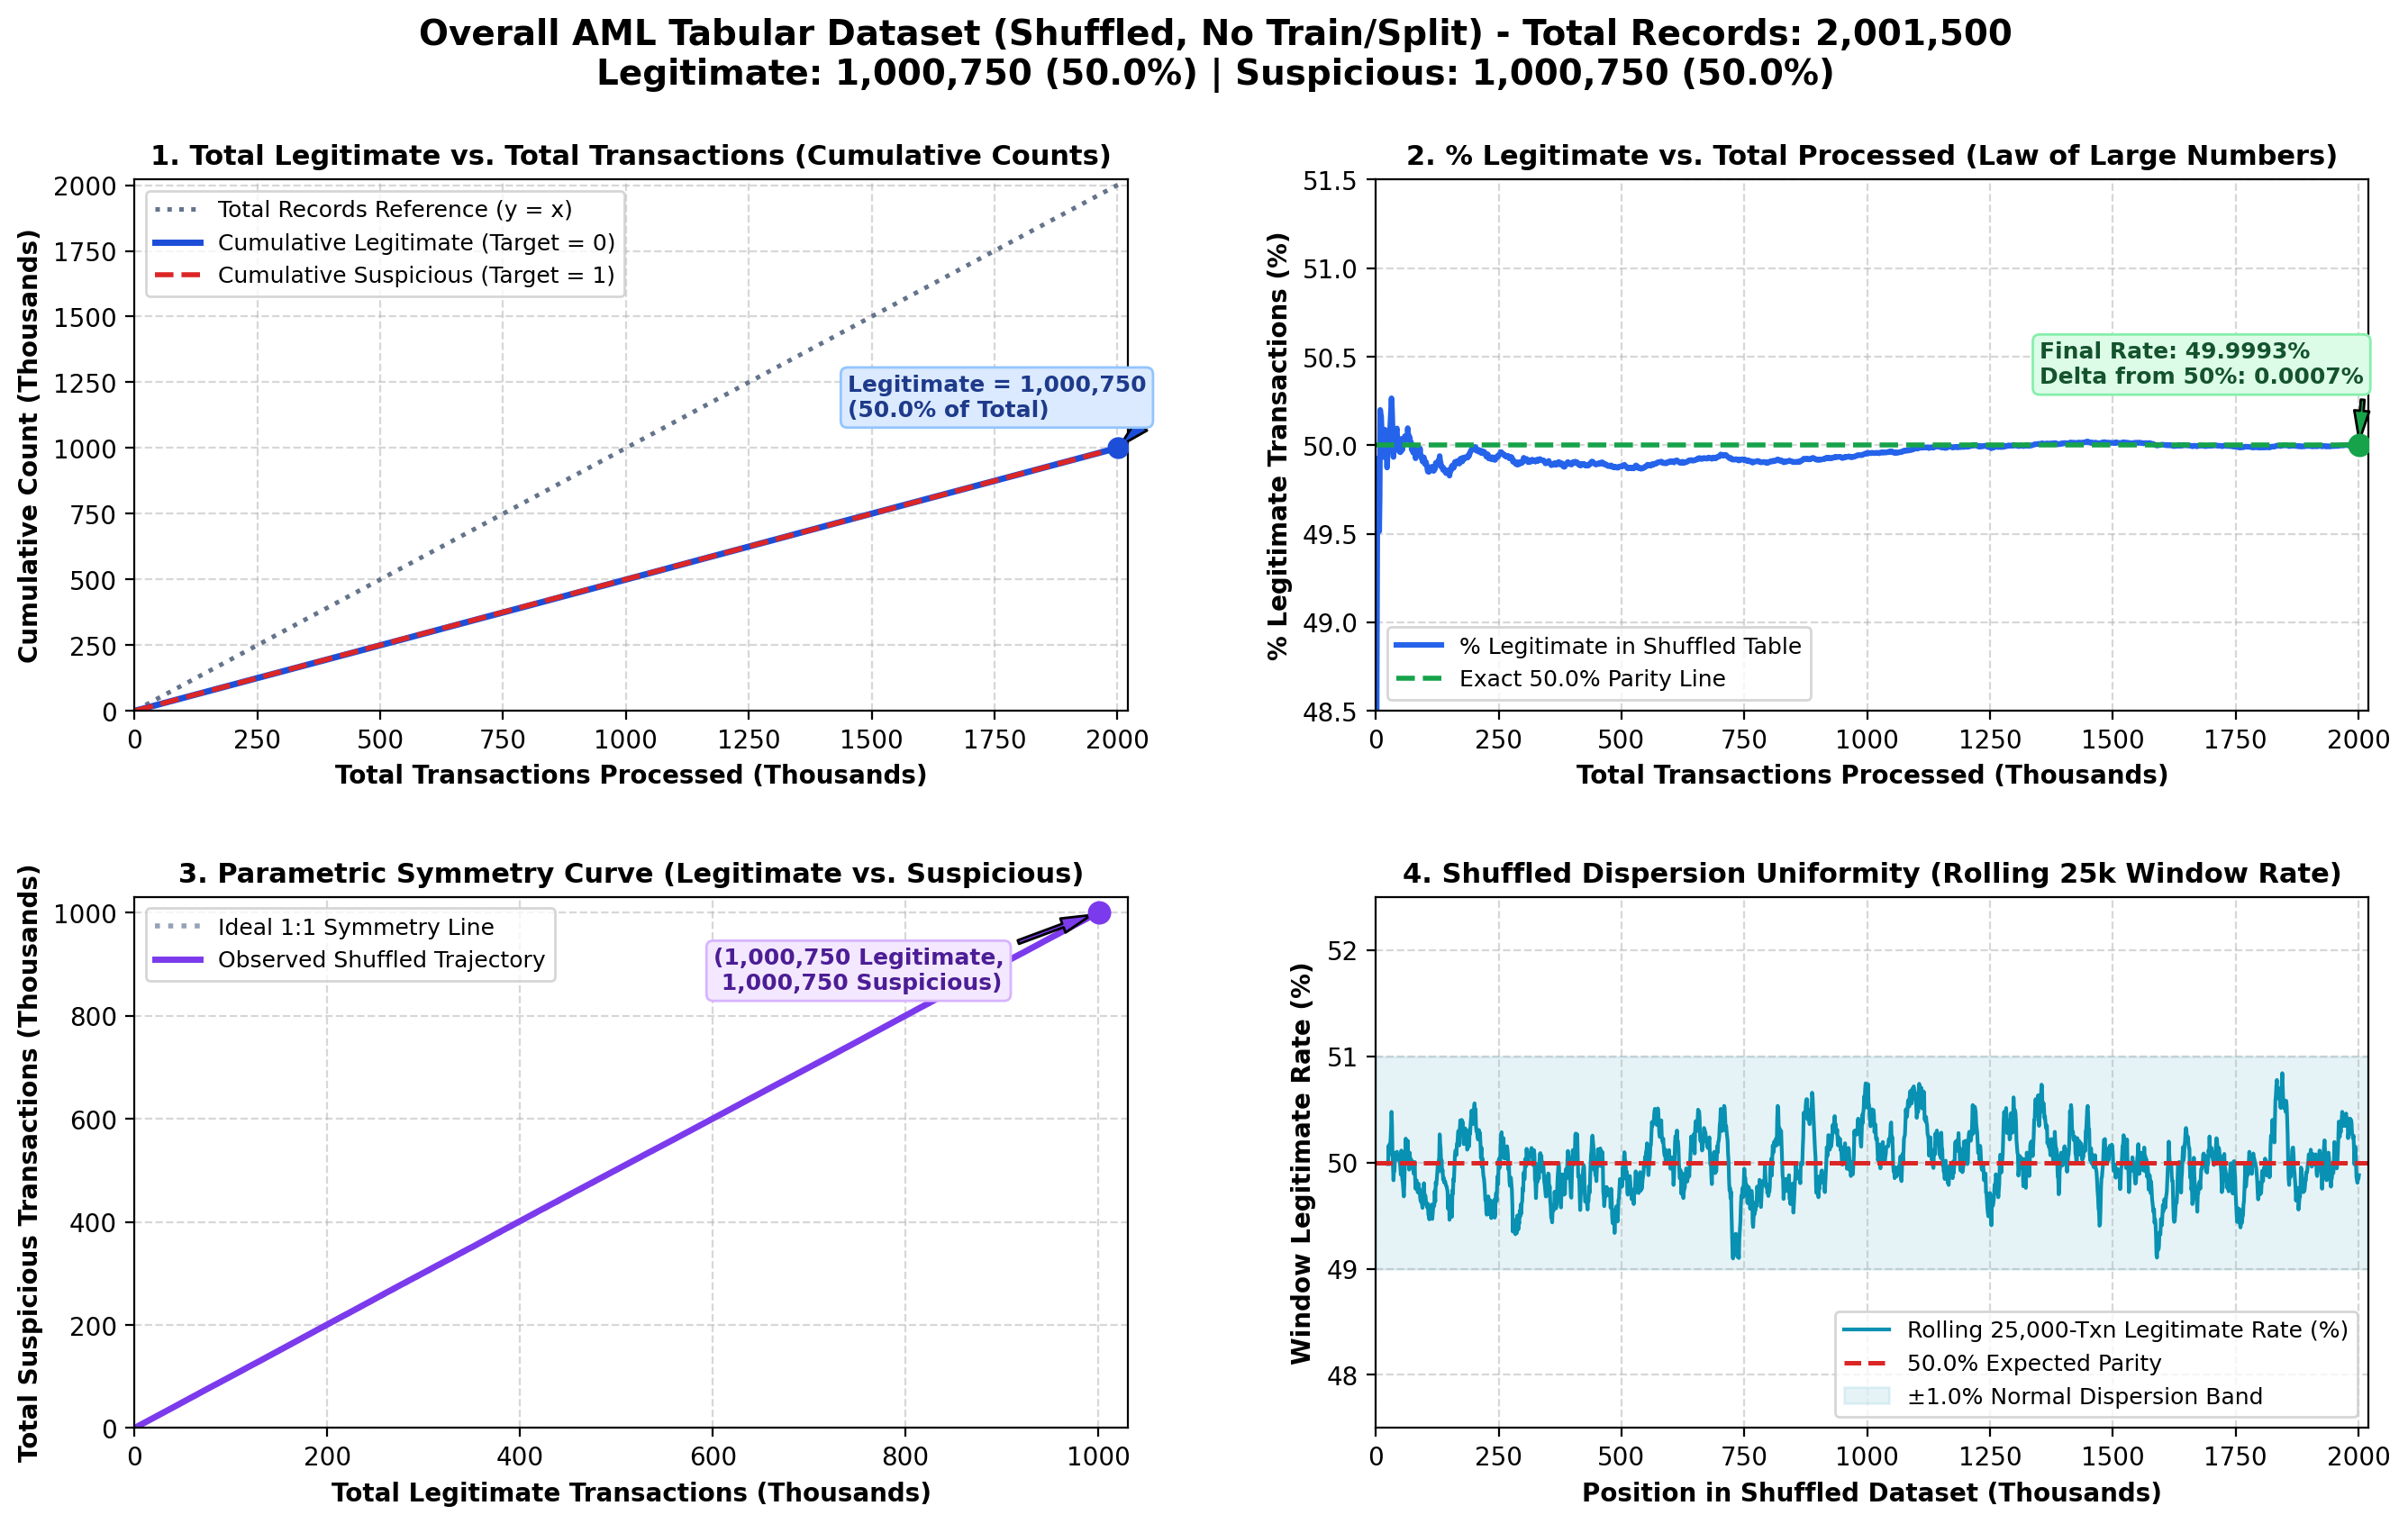 Overall AML Tabular Dataset (Shuffled, No Train/Split) - Total Records: 2,001,500
Legitimate: 1,000,750 (50.0%) | Suspicious: 1,000,750 (50.0%)
1. Total Legitimate vs. Total Transactions (Cumulative Counts)
Cumulative Count (Thousands)
2000
1750
1500
1250
1000
750
500
250
0
Total Records Reference (y = x)
Cumulative Legitimate (Target = 0)
Cumulative Suspicious (Target = 1)
Legitimate = 1,000,750
(50.0% of Total)
0 250 500 750 1000 1250 1500 1750 2000
Total Transactions Processed (Thousands)
2. % Legitimate vs. Total Processed (Law of Large Numbers)
% Legitimate Transactions (%)
51.5
51.0
50.5
50.0
49.5
49.0
48.5
Final Rate: 49.9993%
Delta from 50%: 0.0007%
% Legitimate in Shuffled Table
Exact 50.0% Parity Line
0 250 500 750 1000 1250 1500 1750 2000
Total Transactions Processed (Thousands)
3. Parametric Symmetry Curve (Legitimate vs. Suspicious)
Total Suspicious Transactions (Thousands)
1000
800
600
400
200
0
Ideal 1:1 Symmetry Line
Observed Shuffled Trajectory
(1,000,750 Legitimate,
1,000,750 Suspicious)
0 200 400 600 800 1000
Total Legitimate Transactions (Thousands)
4. Shuffled Dispersion Uniformity (Rolling 25k Window Rate)
Window Legitimate Rate (%)
52
51
50
49
48
Rolling 25,000-Txn Legitimate Rate (%)
50.0% Expected Parity
±1.0% Normal Dispersion Band
0 250 500 750 1000 1250 1500 1750 2000
Position in Shuffled Dataset (Thousands)